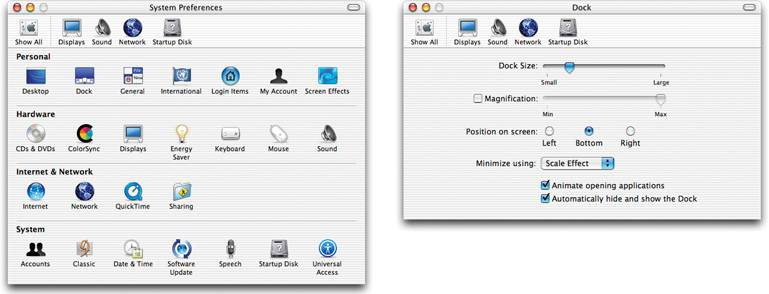 System Preferences
Show All Displays Sound Network Startup Disk
Personal
Desktop Dock General International Login Items My Account Screen Effects
Hardware
CDs & DVDs ColorSync Displays Energy Saver Keyboard Mouse Sound
Internet & Network
Internet Network QuickTime Sharing
System
Accounts Classic Date & Time Software Update Speech Startup Disk Universal Access
Dock
Show All Displays Sound Network Startup Disk
Dock Size:
Small Large
Magnification:
Min Max
Position on screen:
Left Bottom Right
Minimize using: Scale Effect
Animate opening applications
Automatically hide and show the Dock